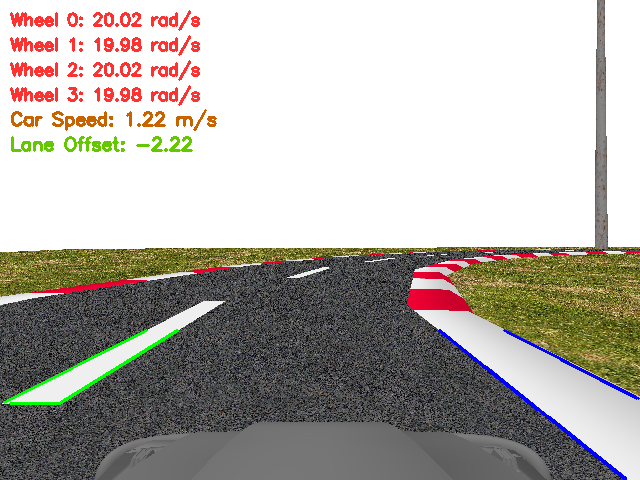 Wheel 0: 20.02 rad/s
Wheel 1: 19.98 rad/s
Wheel 2: 20.02 rad/s
Wheel 3: 19.98 rad/s
Car Speed: 1.22 m/s
Lane Offset: -2.22